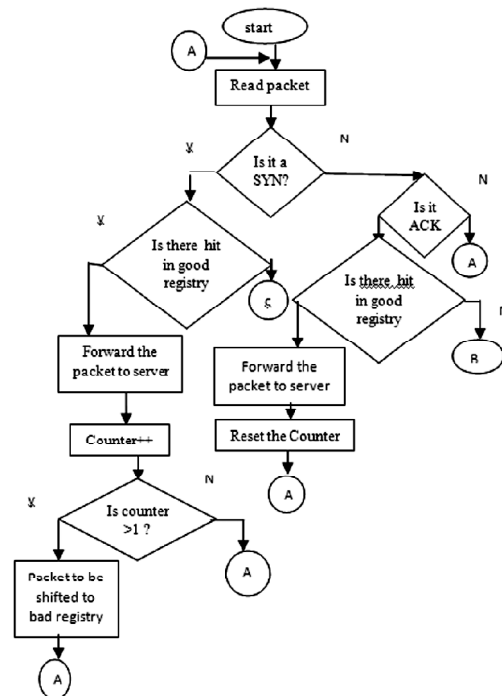 start
A
Read packet
Y
N
Is it a
SYN?
N
Is it
ACK
Y
A
Is there hit
in good
registry
Is there hit
in good
registry
N
B
Forward the
packet to server
Forward the
packet to server
Counter++
Reset the Counter
A
N
Y
Is counter
>1 ?
A
Packet to be
shifted to
bad registry
A